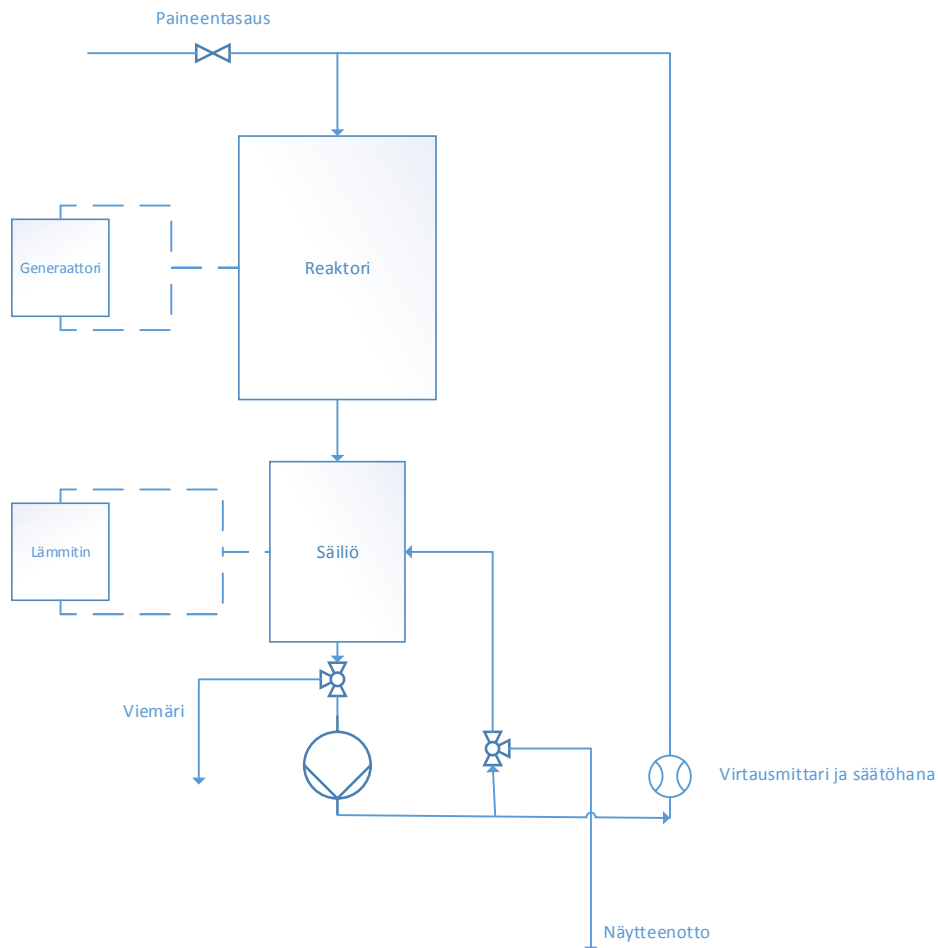 Paineentasaus
Generaattori
Reaktori
Lämmitin
Säiliö
Viemäri
Virtausmittari ja säätöhana
Näytteenotto